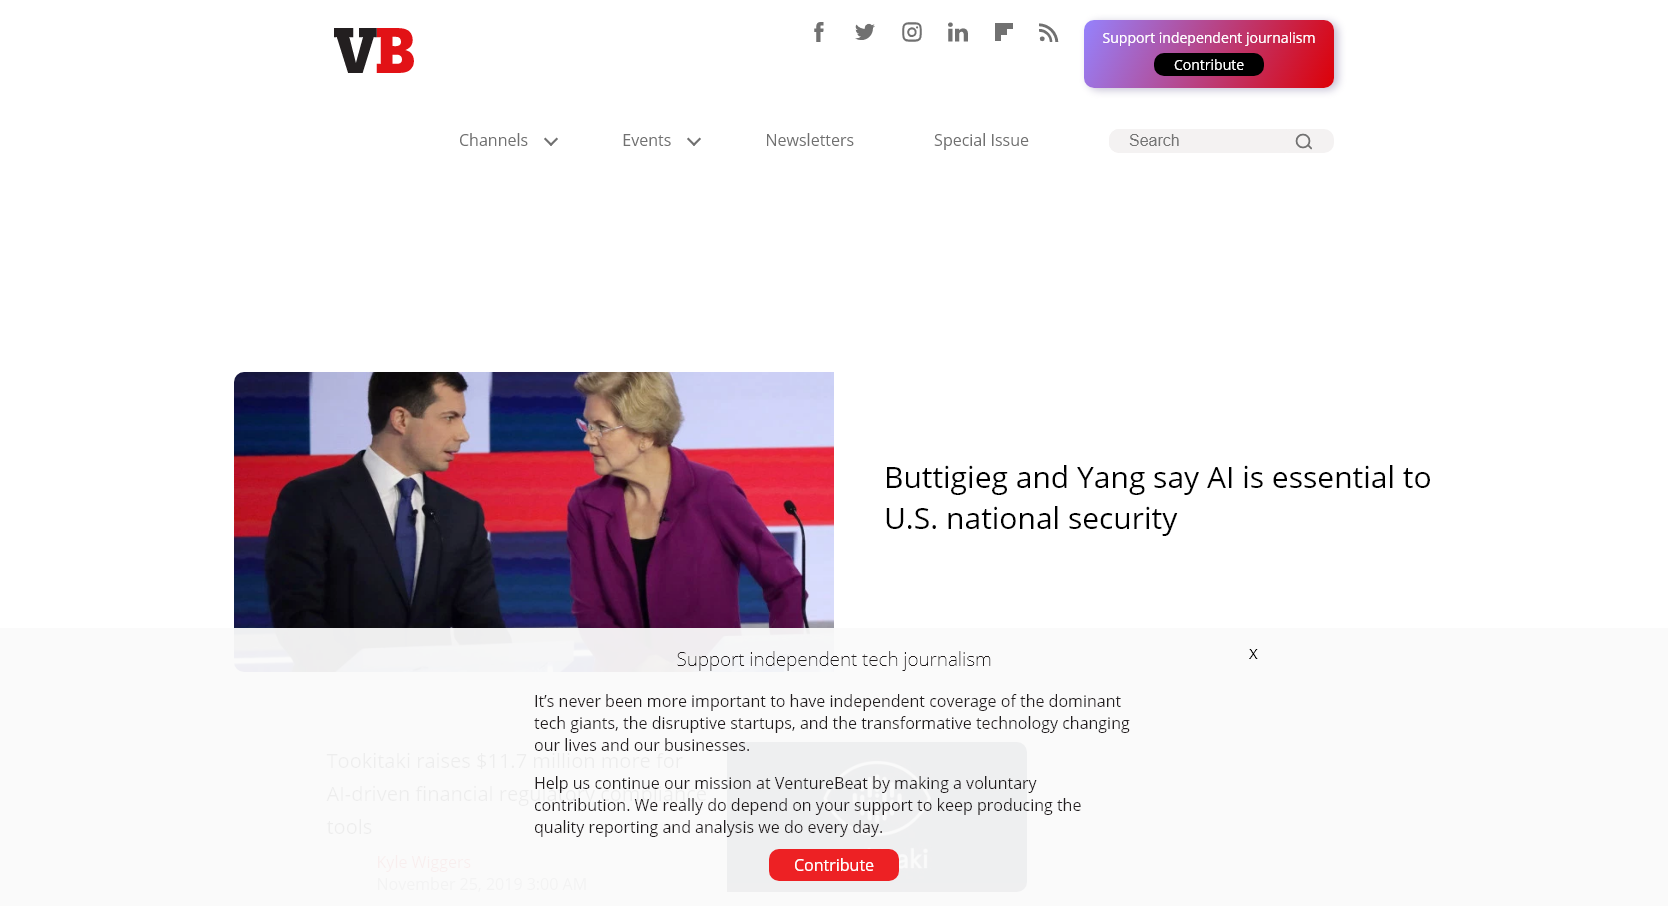 VB
Support independent journalism
Contribute
Channels
Events
Newsletters
Special Issue
Search
Buttigieg and Yang say AI is essential to
U.S. national security
Support independent tech journalism
X
It’s never been more important to have independent coverage of the dominant
tech giants, the disruptive startups, and the transformative technology changing
our lives and our businesses.
Help us continue our mission at VentureBeat by making a voluntary
contribution. We really do depend on your support to keep producing the
quality reporting and analysis we do every day.
Contribute
Tookitaki raises $11.7 million more for
AI-driven financial regulatory compliance
tools
Kyle Wiggers
November 25, 2019 3:00 AM